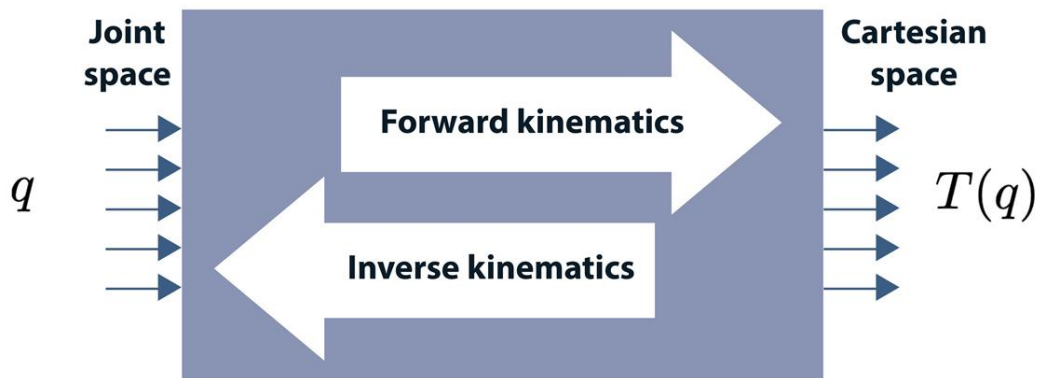 Joint
space
Cartesian
space
Forward kinematics
q
T(q)
Inverse kinematics